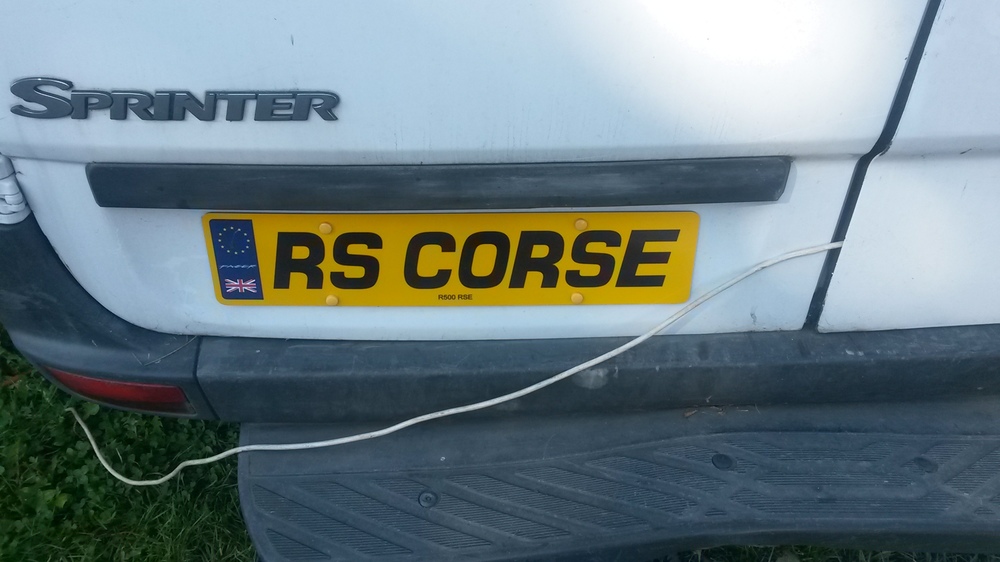 SPRINTER
RS CORSE
R500 RSE